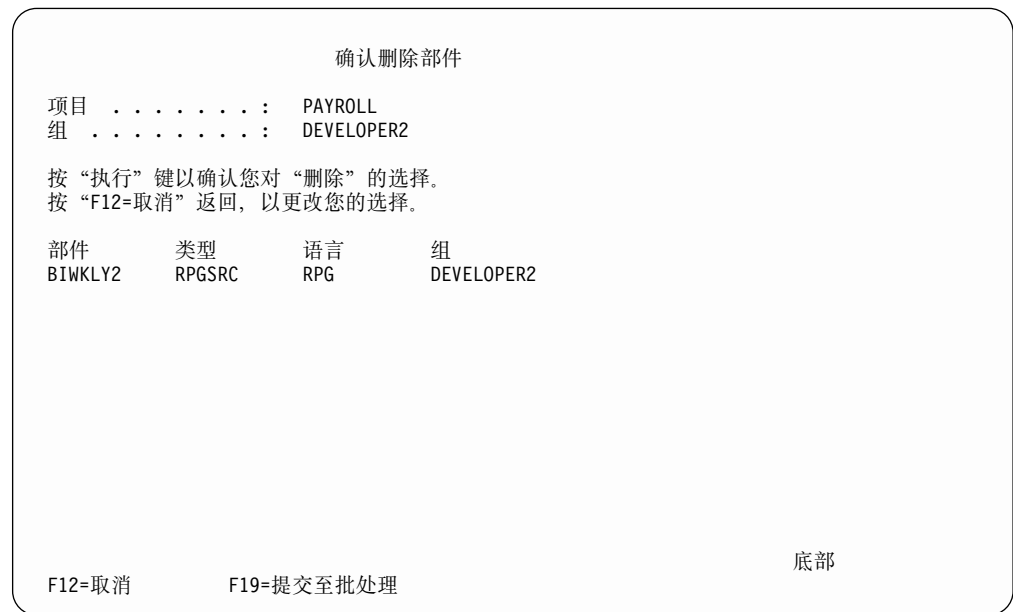 确认删除部件
项目 . . . . . . . : PAYROLL
组 . . . . . . . . : DEVELOPER2
按“执行”键以确认您对“删除”的选择。
按“F12=取消”返回，以更改您的选择。
部件 类型 语言 组
BIWKLY2 RPGSRC RPG DEVELOPER2
底部
F12=取消 F19=提交至批处理